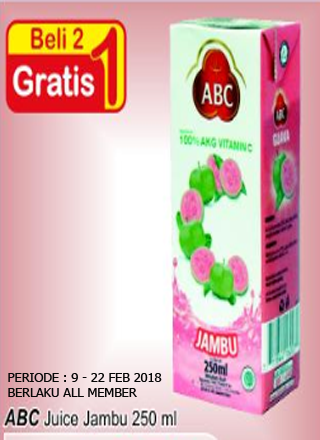 Beli 2
Gratis 1
ABC
100% AKG VITAMIN C
ABC
GUAVA
JAMBU
250ml
PERIODE : 9 - 22 FEB 2018
BERLAKU ALL MEMBER
ABC Juice Jambu 250 ml